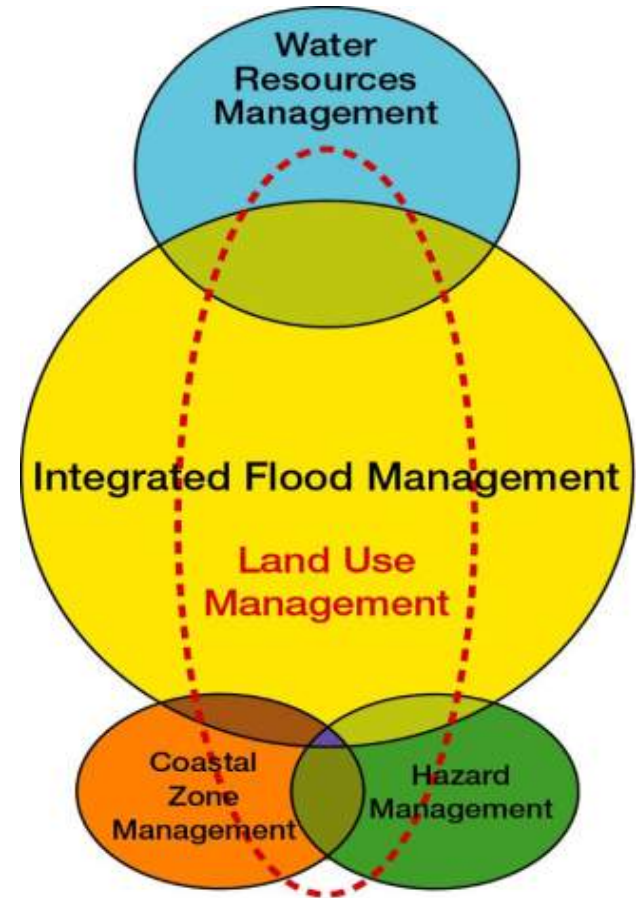 Water
Resources
Management
Integrated Flood Management
Land Use
Management
Coastal
Zone
Management
Hazard
Management